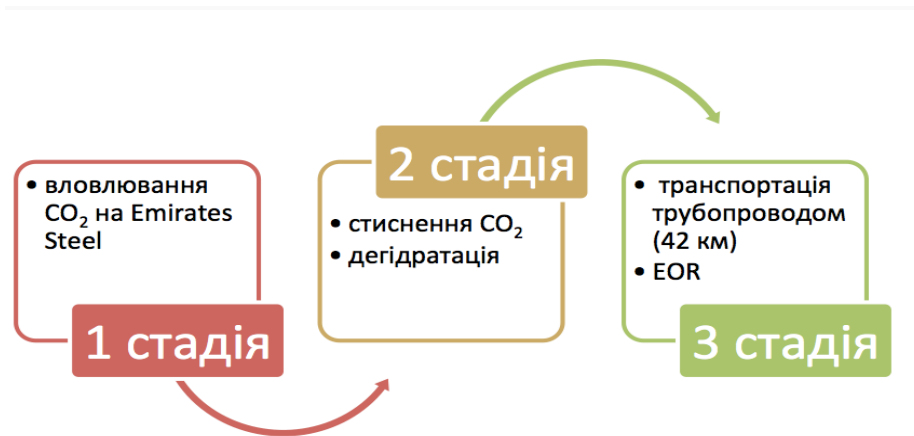 • вловлювання
CO₂ на Emirates
Steel
1 стадія
2 стадія
• стиснення CO₂
• дегідратація
• транспортація
трубопроводом
(42 км)
• EOR
3 стадія